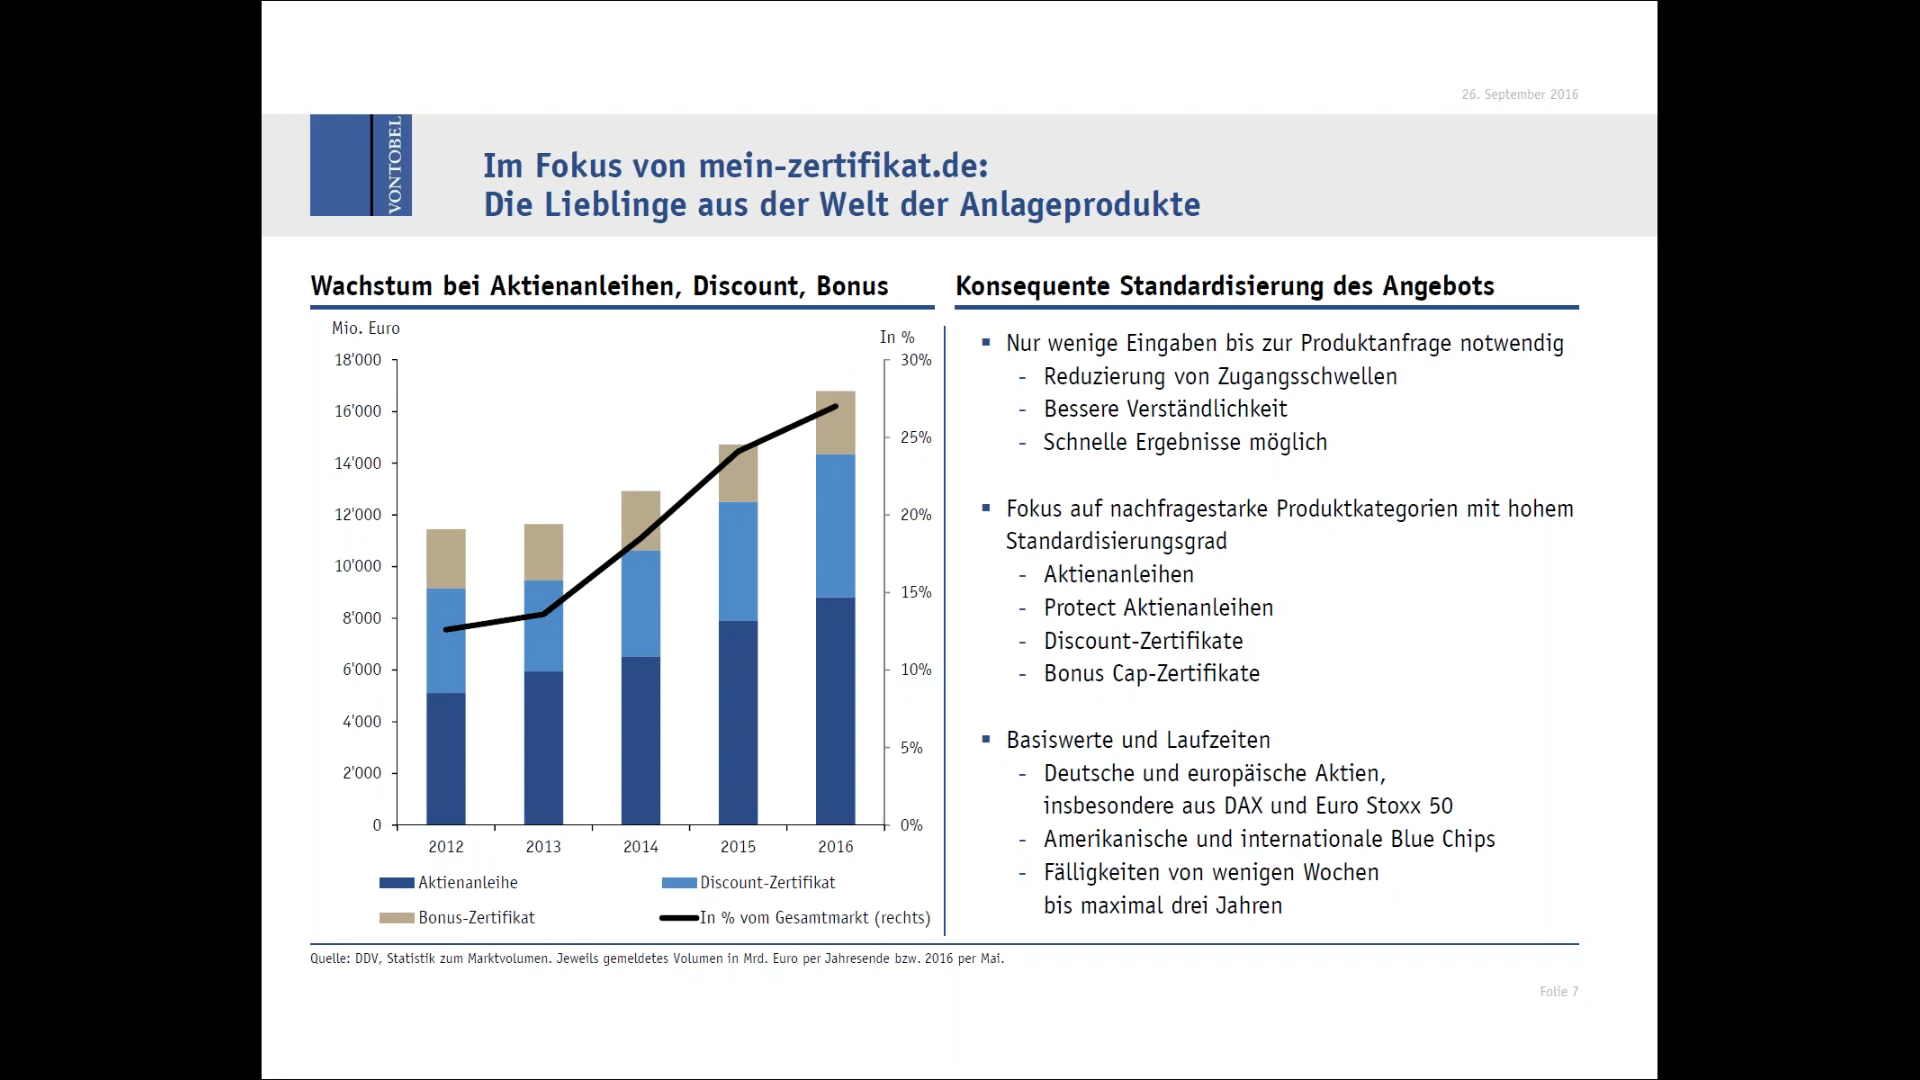 26. September 2016
VONTOBEL
Im Fokus von mein-zertifikat.de:
Die Lieblinge aus der Welt der Anlageprodukte
Wachstum bei Aktienanleihen, Discount, Bonus
Mio. Euro
In %
18'000
16'000
14'000
12'000
10'000
8'000
6'000
4'000
2'000
0
30%
25%
20%
15%
10%
5%
0%
2012 2013 2014 2015 2016
Aktienanleihe Discount-Zertifikat
Bonus-Zertifikat In % vom Gesamtmarkt (rechts)
Konsequente Standardisierung des Angebots
▪ Nur wenige Eingaben bis zur Produktanfrage notwendig
- Reduzierung von Zugangsschwellen
- Bessere Verständlichkeit
- Schnelle Ergebnisse möglich
▪ Fokus auf nachfragestarke Produktkategorien mit hohem
Standardisierungsgrad
- Aktienanleihen
- Protect Aktienanleihen
- Discount-Zertifikate
- Bonus Cap-Zertifikate
▪ Basiswerte und Laufzeiten
- Deutsche und europäische Aktien,
insbesondere aus DAX und Euro Stoxx 50
- Amerikanische und internationale Blue Chips
- Fälligkeiten von wenigen Wochen
bis maximal drei Jahren
Quelle: DDV, Statistik zum Marktvolumen. Jeweils gemeldetes Volumen in Mrd. Euro per Jahresende bzw. 2016 per Mai.
Folie 7